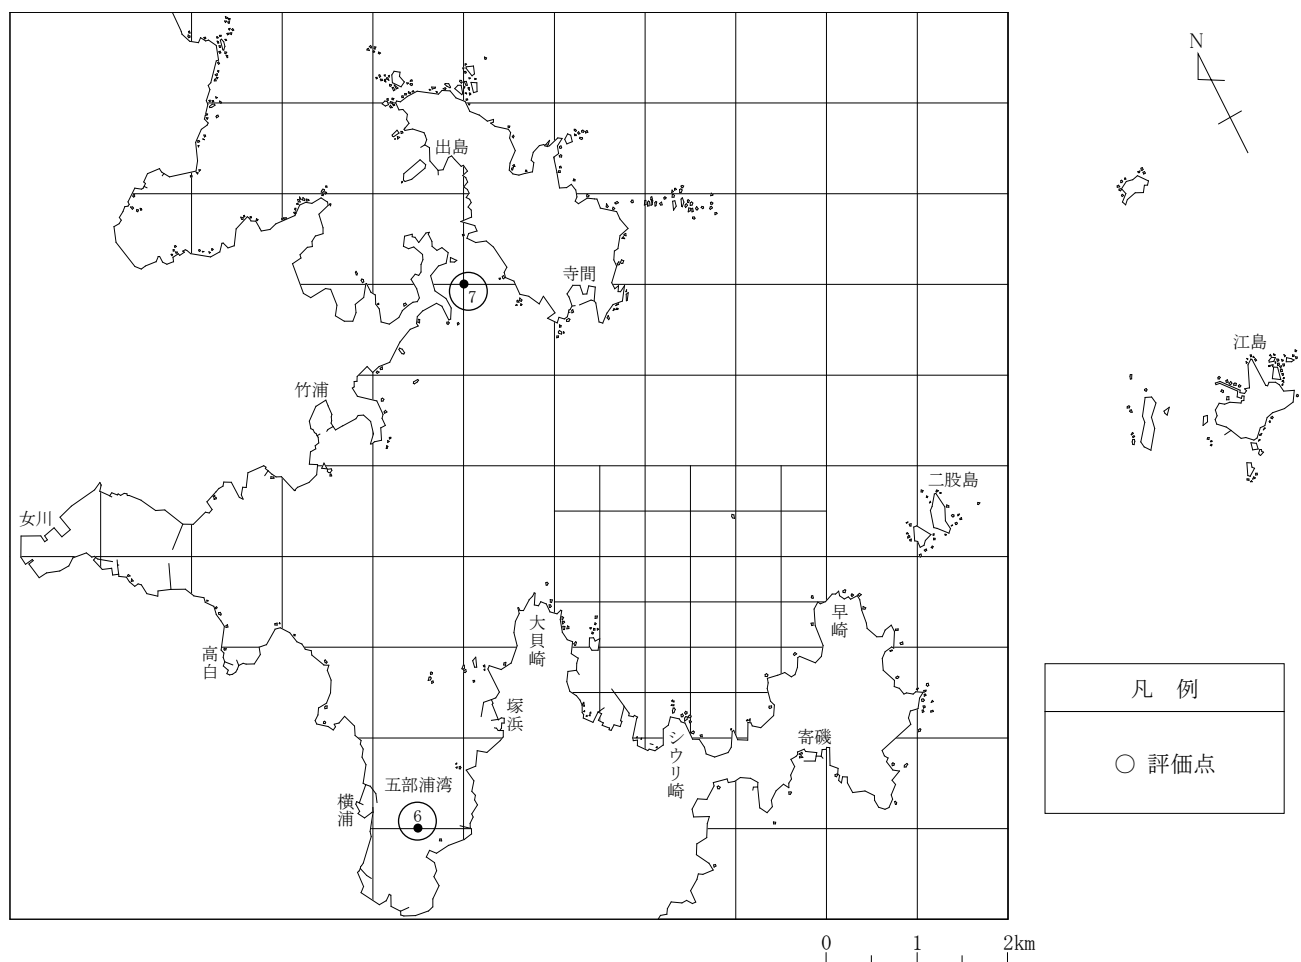 N
出島
寺間
7
江島
竹浦
二股島
女川
大貝崎
早崎
高白
塚浜
シウリ崎
寄磯
凡 例
○ 評価点
五部浦湾
横浦
6
0 1 2km